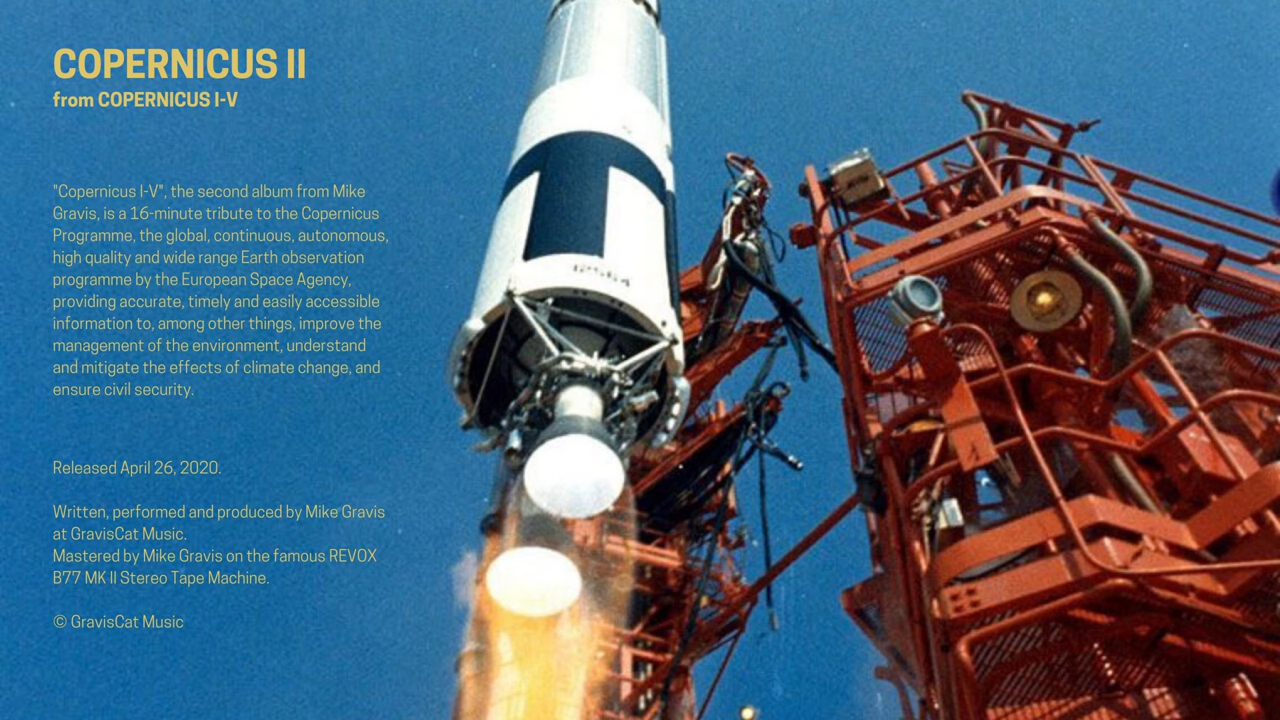 COPERNICUS II
from COPERNICUS I-V
"Copernicus I-V", the second album from Mike
Gravis, is a 16-minute tribute to the Copernicus
Programme, the global, continuous, autonomous,
high quality and wide range Earth observation
programme by the European Space Agency,
providing accurate, timely and easily accessible
information to, among other things, improve the
management of the environment, understand
and mitigate the effects of climate change, and
ensure civil security.
Released April 26, 2020.
Written, performed and produced by Mike Gravis
at GravisCat Music.
Mastered by Mike Gravis on the famous REVOX
B77 MK II Stereo Tape Machine.
© GravisCat Music